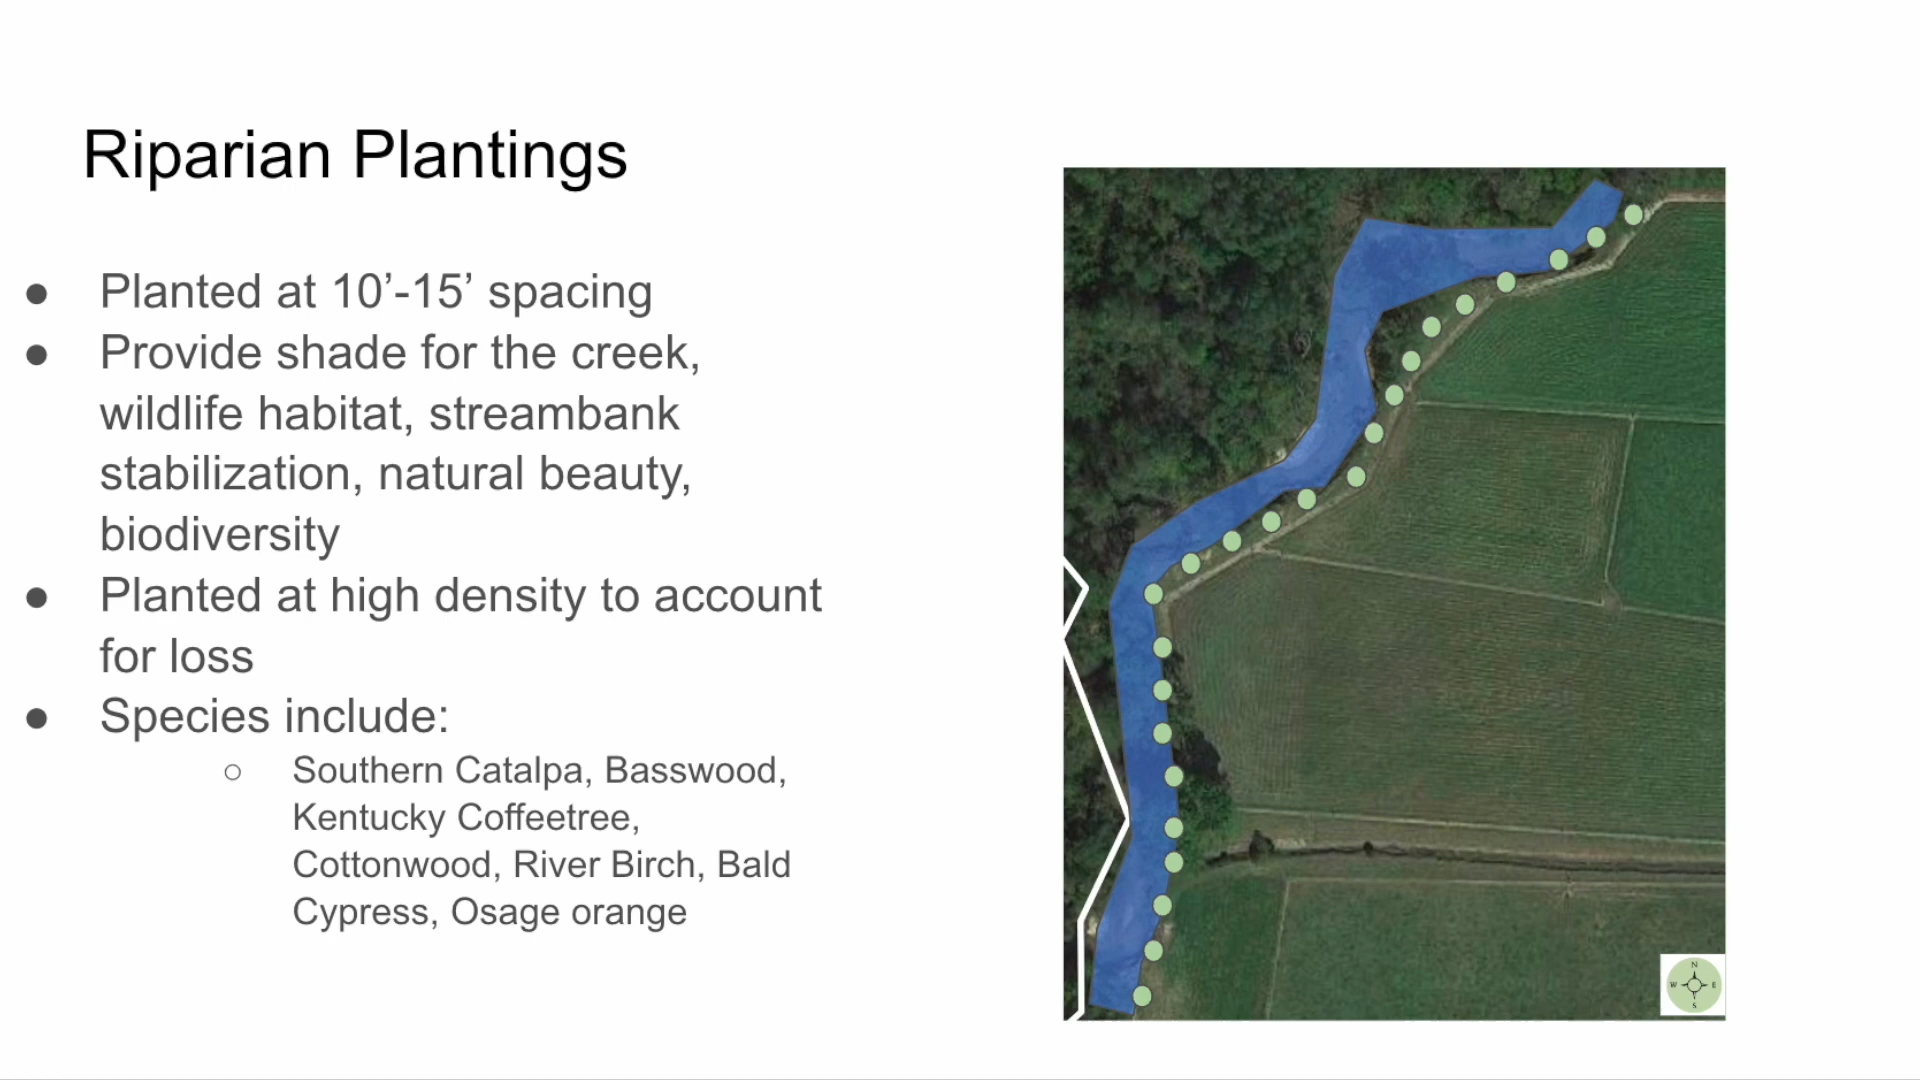 Riparian Plantings
● Planted at 10’-15’ spacing
● Provide shade for the creek,
wildlife habitat, streambank
stabilization, natural beauty,
biodiversity
● Planted at high density to account
for loss
● Species include:
○ Southern Catalpa, Basswood,
Kentucky Coffeetree,
Cottonwood, River Birch, Bald
Cypress, Osage orange
N
W E
S